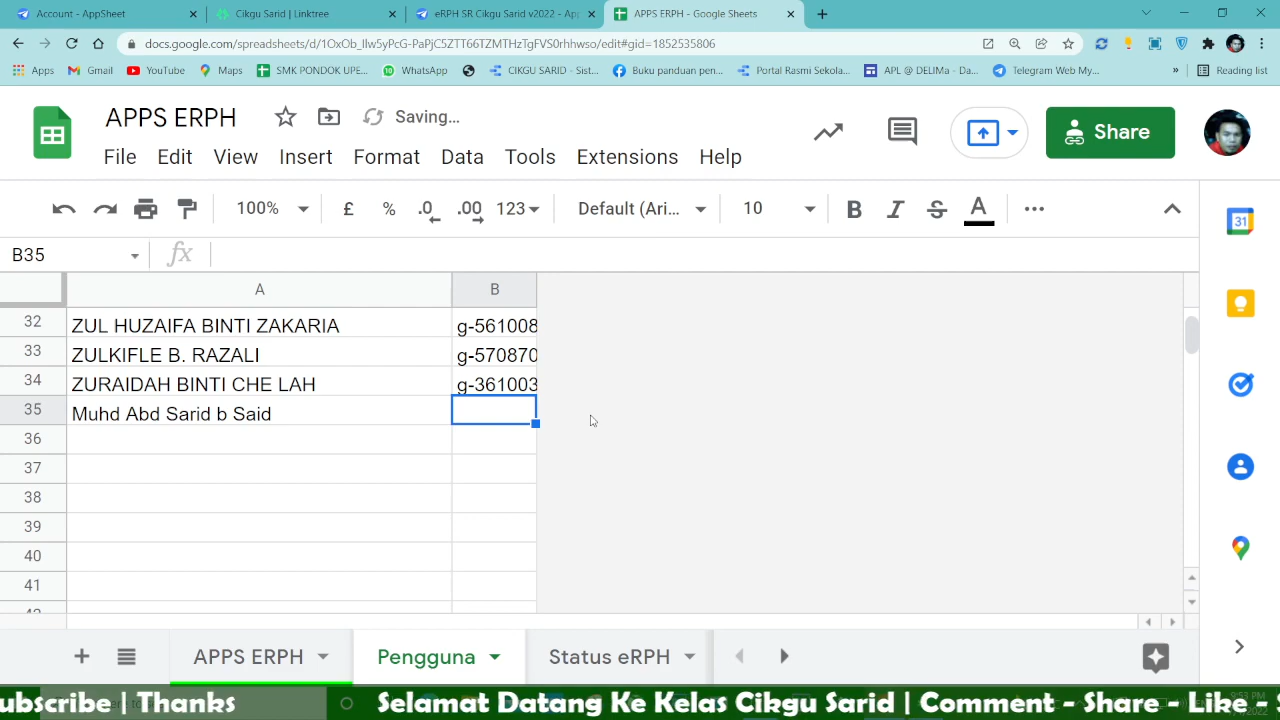 Account - AppSheet
Cikgu Sarid | Linktree
eRPH SR Cikgu Sarid v2022 - Ap
APPS ERPH - Google Sheets
docs.google.com/spreadsheets/d/1OxOb_Ilw5yPcG-PaPjC5ZTT66TZMTHzTgFVS0rhhwso/edit#gid=1852535806
Apps
Gmail
YouTube
Maps
SMK PONDOK UPE...
WhatsApp
CIKGU SARID - Sist...
Buku panduan pen...
Portal Rasmi Sekola...
APL @ DELIMa - Da...
Telegram Web My...
»
Reading list
APPS ERPH
Saving...
Share
File Edit View Insert Format Data Tools Extensions Help
100% £ % .0 .00 123 Default (Ari... 10 B I S A
B35 fx
A B
32 ZUL HUZAIFA BINTI ZAKARIA g-561008
33 ZULKIFLE B. RAZALI g-570870
34 ZURAIDAH BINTI CHE LAH g-361003
35 Muhd Abd Sarid b Said
36
37
38
39
40
41
31
APPS ERPH
Pengguna
Status eRPH
ubscribe | Thanks Selamat Datang Ke Kelas Cikgu Sarid | Comment - Share - Like -